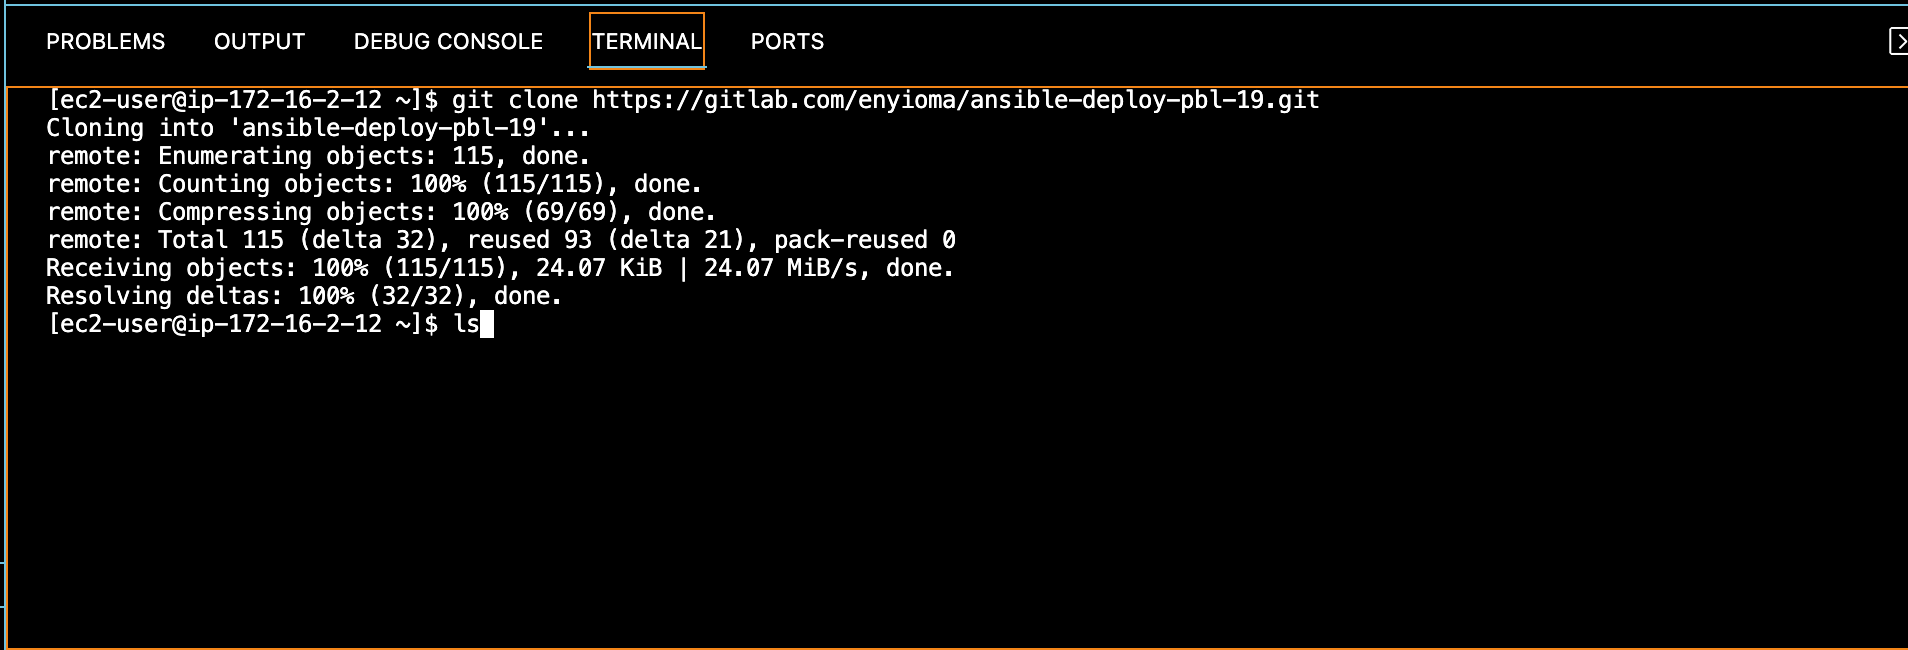 PROBLEMS OUTPUT DEBUG CONSOLE TERMINAL PORTS
[ec2-user@ip-172-16-2-12 ~]$ git clone https://gitlab.com/enyioma/ansible-deploy-pbl-19.git
Cloning into 'ansible-deploy-pbl-19'...
remote: Enumerating objects: 115, done.
remote: Counting objects: 100% (115/115), done.
remote: Compressing objects: 100% (69/69), done.
remote: Total 115 (delta 32), reused 93 (delta 21), pack-reused 0
Receiving objects: 100% (115/115), 24.07 KiB | 24.07 MiB/s, done.
Resolving deltas: 100% (32/32), done.
[ec2-user@ip-172-16-2-12 ~]$ ls